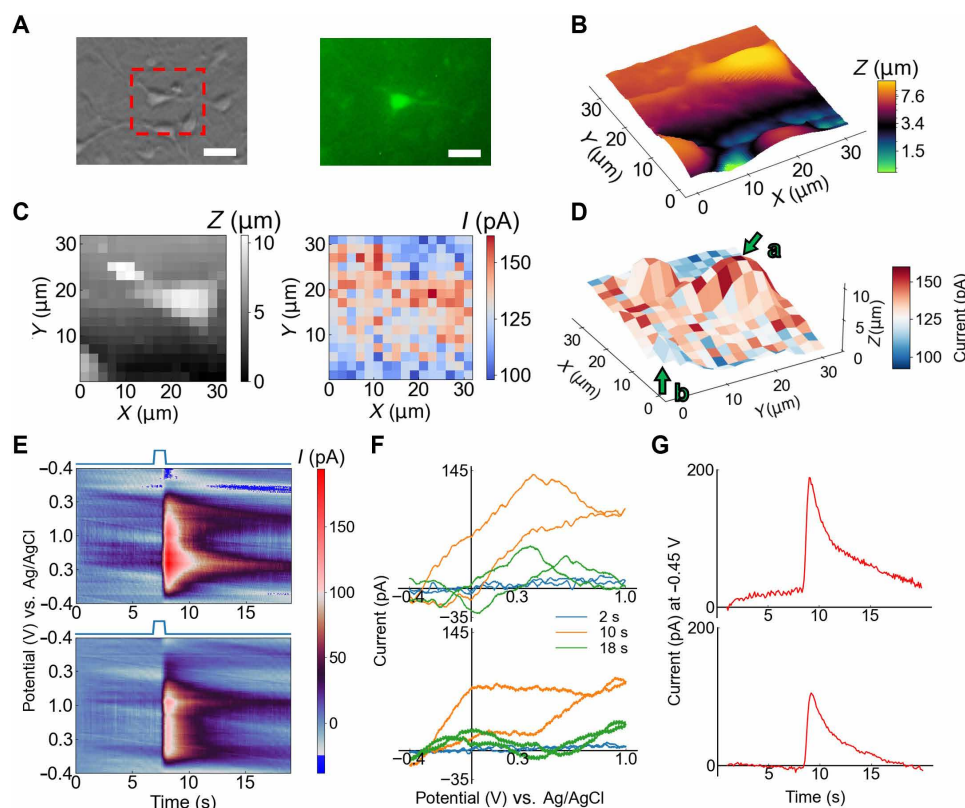 A
B
Z (μm)
7.6
3.4
1.5
Y (μm)
30
20
10
0
0
10
20
30
X (μm)
C
Z (μm)
10
5
0
Y (μm)
30
20
10
0 10 20 30
X (μm)
I (pA)
150
125
100
Y (μm)
30
20
10
0 10 20 30
X (μm)
D
a
b
Z(μm)
10
5
0
Current (pA)
150
125
100
X (μm)
30
20
10
0
0
10
20
30
Y(μm)
E
I (pA)
150
100
50
0
Potential (V) vs. Ag/AgCl
−0.4
0.3
1.0
0.3
−0.4
0 5 10 15
−0.4
0.3
1.0
0.3
−0.4
0 5 10 15
Time (s)
F
Current (pA)
145
−0.4 0.3 1.0
−35
2 s
10 s
18 s
145
−0.4 0.3 1.0
−35
Potential (V) vs. Ag/AgCl
G
Current (pA) at −0.45 V
200
0
5 10 15
200
100
0
5 10 15
Time (s)